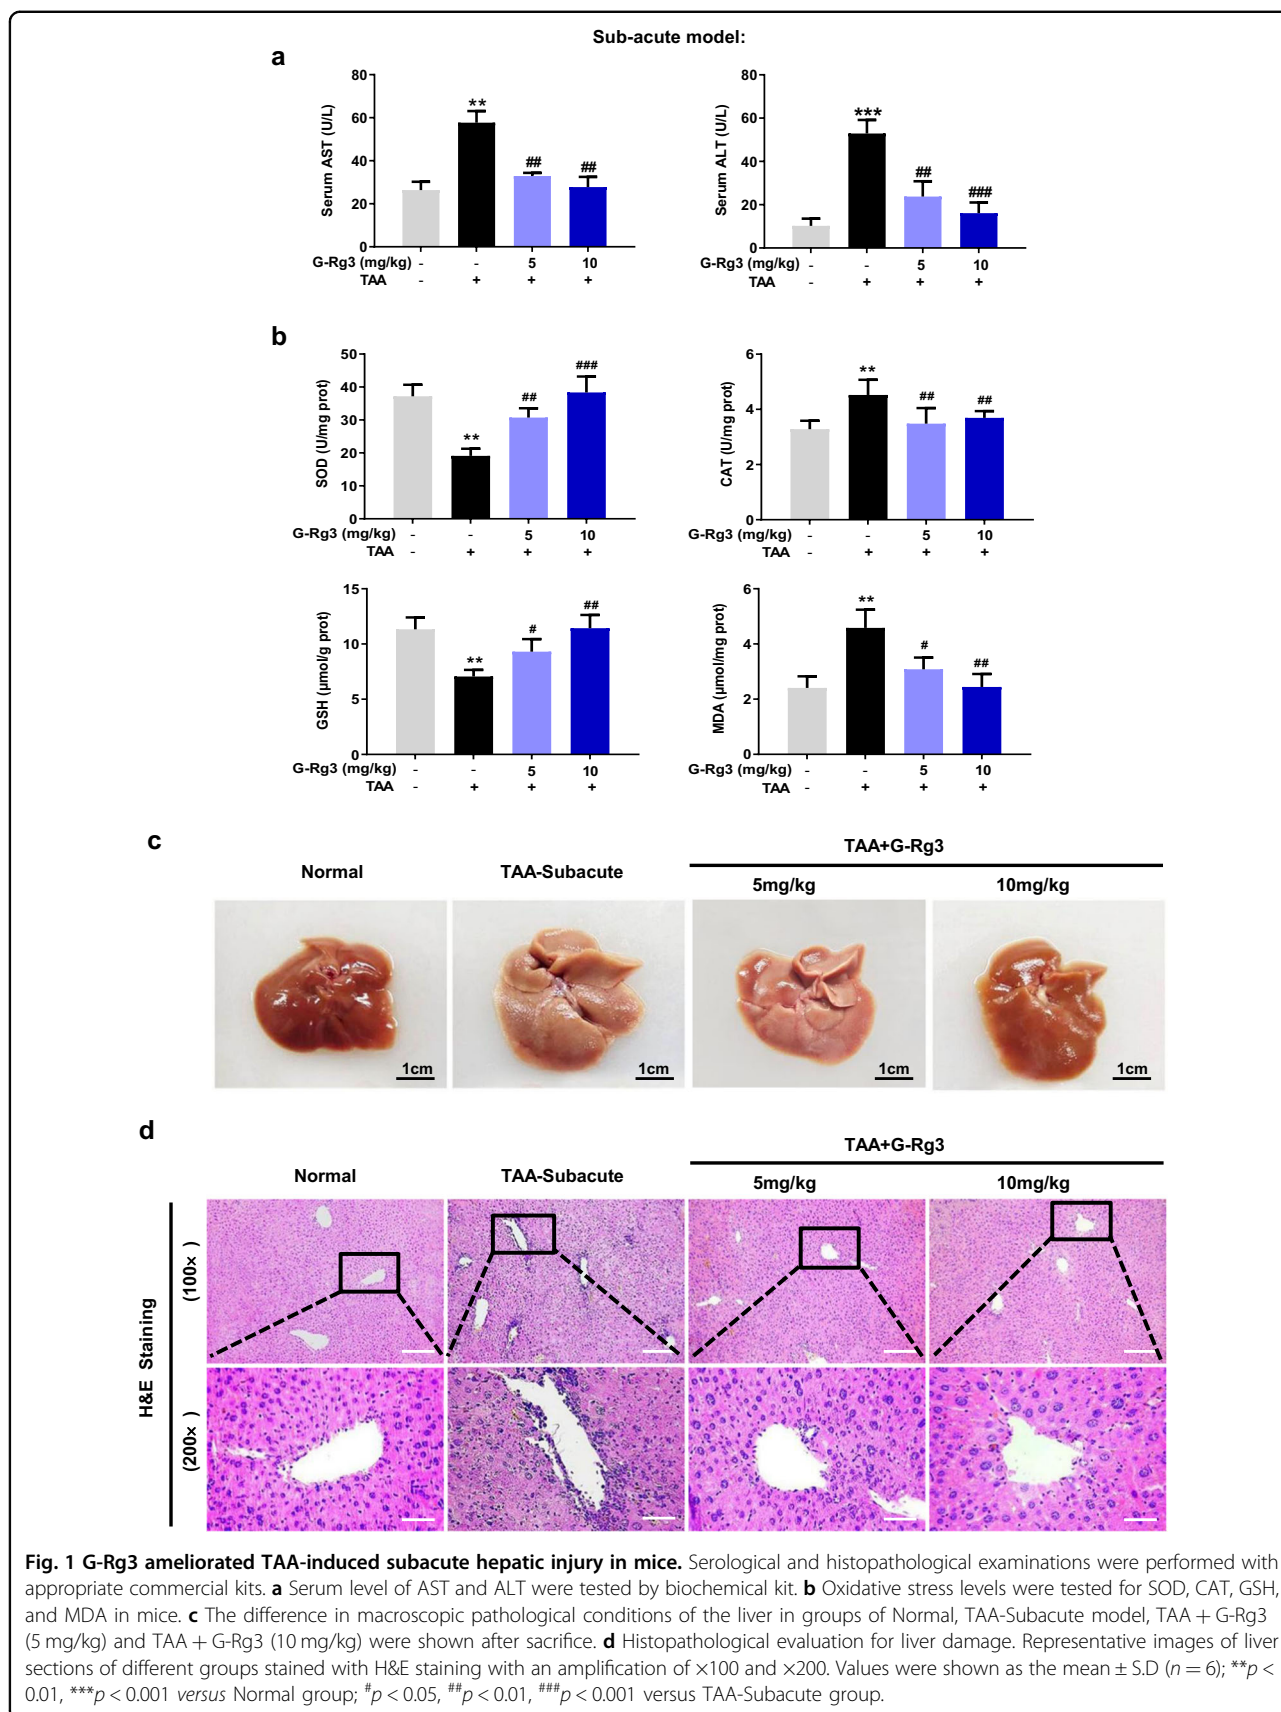 Sub-acute model:
a
80
60
40
20
0
Serum AST (U/L)
**
##
##
G-Rg3 (mg/kg) - - 5 10
TAA - + + +
80
60
40
20
0
Serum ALT (U/L)
***
##
###
G-Rg3 (mg/kg) - - 5 10
TAA - + + +
b
50
40
30
20
10
0
SOD (U/mg prot)
**
##
###
G-Rg3 (mg/kg) - - 5 10
TAA - + + +
6
4
2
0
CAT (U/mg prot)
**
##
##
G-Rg3 (mg/kg) - - 5 10
TAA - + + +
15
10
5
0
GSH (μmol/g prot)
**
#
##
G-Rg3 (mg/kg) - - 5 10
TAA - + + +
6
4
2
0
MDA (μmol/mg prot)
**
#
##
G-Rg3 (mg/kg) - - 5 10
TAA - + + +
c
TAA+G-Rg3
Normal TAA-Subacute 5mg/kg 10mg/kg
1cm 1cm 1cm 1cm
d
TAA+G-Rg3
Normal TAA-Subacute 5mg/kg 10mg/kg
H&E Staining
(100× )
(200× )
Fig. 1 G-Rg3 ameliorated TAA-induced subacute hepatic injury in mice. Serological and histopathological examinations were performed with
appropriate commercial kits. a Serum level of AST and ALT were tested by biochemical kit. b Oxidative stress levels were tested for SOD, CAT, GSH,
and MDA in mice. c The difference in macroscopic pathological conditions of the liver in groups of Normal, TAA-Subacute model, TAA + G-Rg3
(5 mg/kg) and TAA + G-Rg3 (10 mg/kg) were shown after sacrifice. d Histopathological evaluation for liver damage. Representative images of liver
sections of different groups stained with H&E staining with an amplification of ×100 and ×200. Values were shown as the mean ± S.D (n = 6); **p <
0.01, ***p < 0.001 versus Normal group; #p < 0.05, ##p < 0.01, ###p < 0.001 versus TAA-Subacute group.